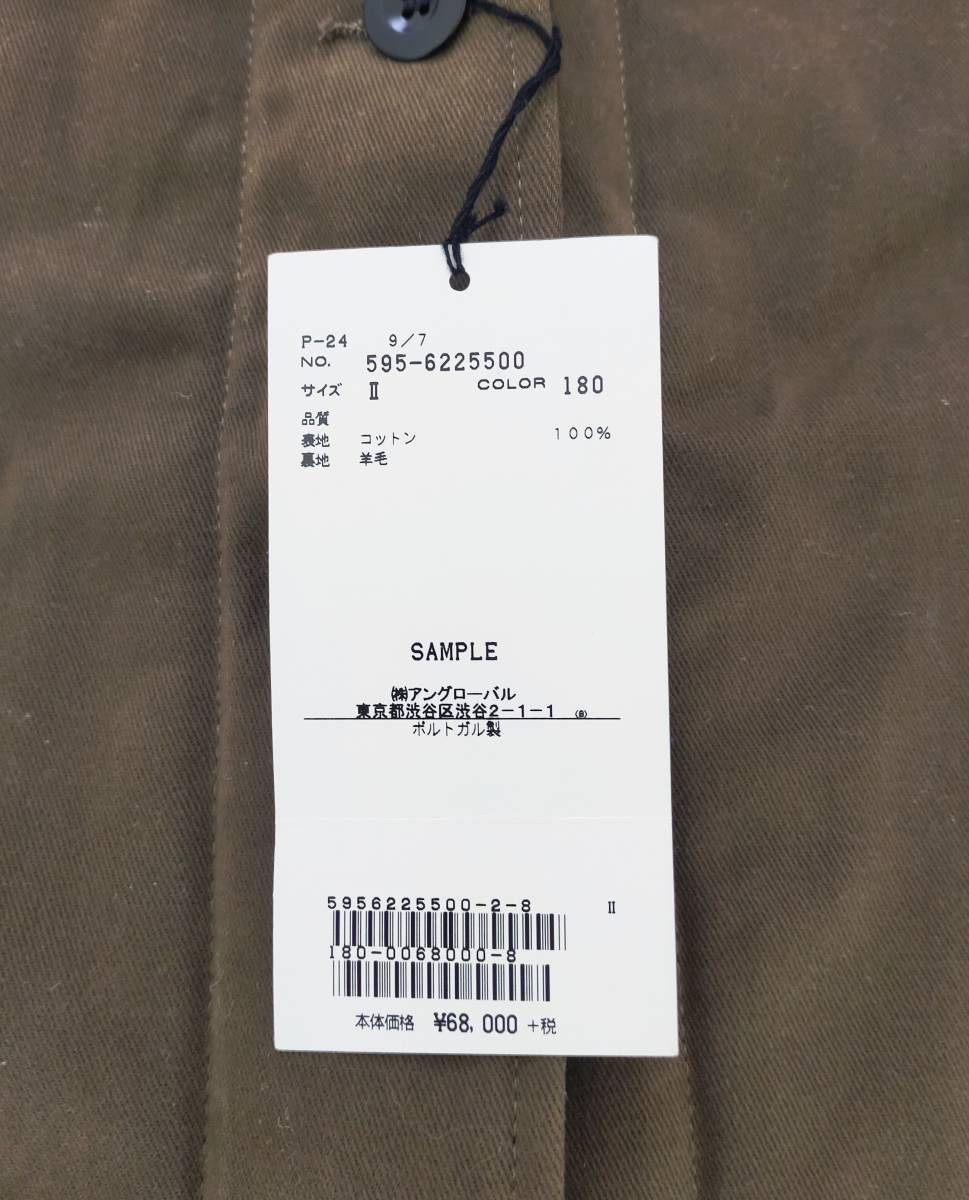 P-24 9/7
NO. 595-6225500
サイズ Ⅱ COLOR 180
品質
表地 コットン 100%
裏地 羊毛
SAMPLE
㈱アングローバル
東京都渋谷区渋谷2-1-1
ポルトガル製
5956225500-2-8 Ⅱ
180-0068000-8
本体価格 ¥68,000 +税